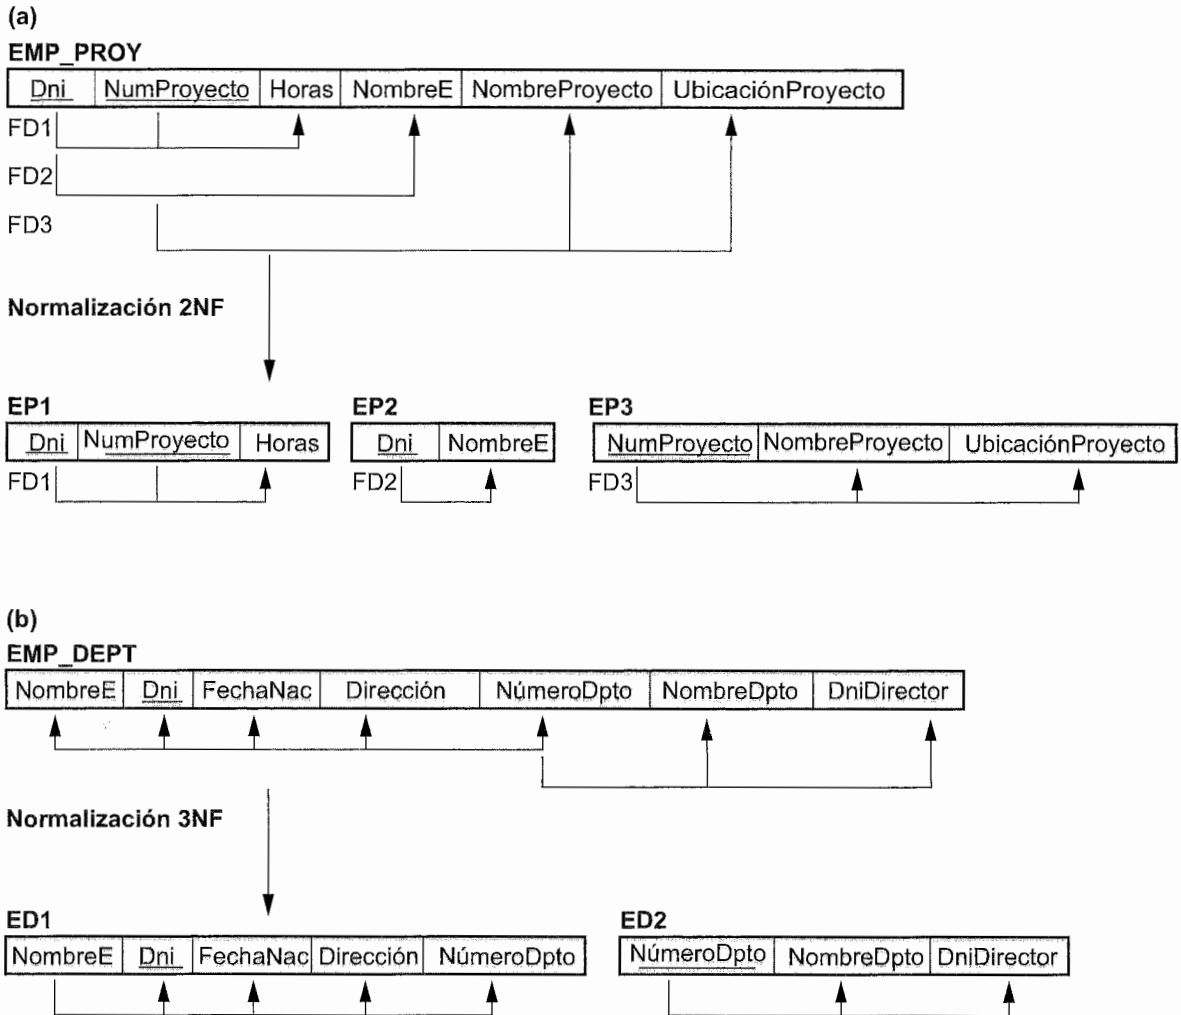 (a)
EMP_PROY
Dni NumProyecto Horas NombreE NombreProyecto UbicaciónProyecto
FD1
FD2
FD3
Normalización 2NF
EP1 EP2 EP3
Dni NumProyecto Horas Dni NombreE NumProyecto NombreProyecto UbicaciónProyecto
FD1 FD2 FD3
(b)
EMP_DEPT
NombreE Dni FechaNac Dirección NúmeroDpto NombreDpto DniDirector
Normalización 3NF
ED1 ED2
NombreE Dni FechaNac Dirección NúmeroDpto NúmeroDpto NombreDpto DniDirector